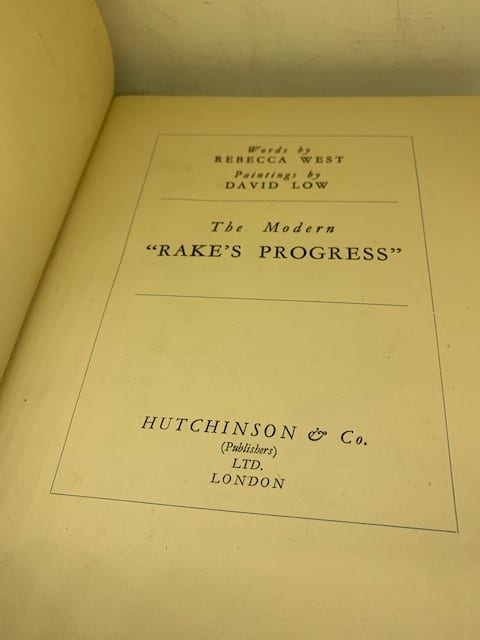 Words by
REBECCA WEST
Paintings by
DAVID LOW
The Modern
“RAKE’S PROGRESS”
HUTCHINSON & Co.
(Publishers)
LTD.
LONDON